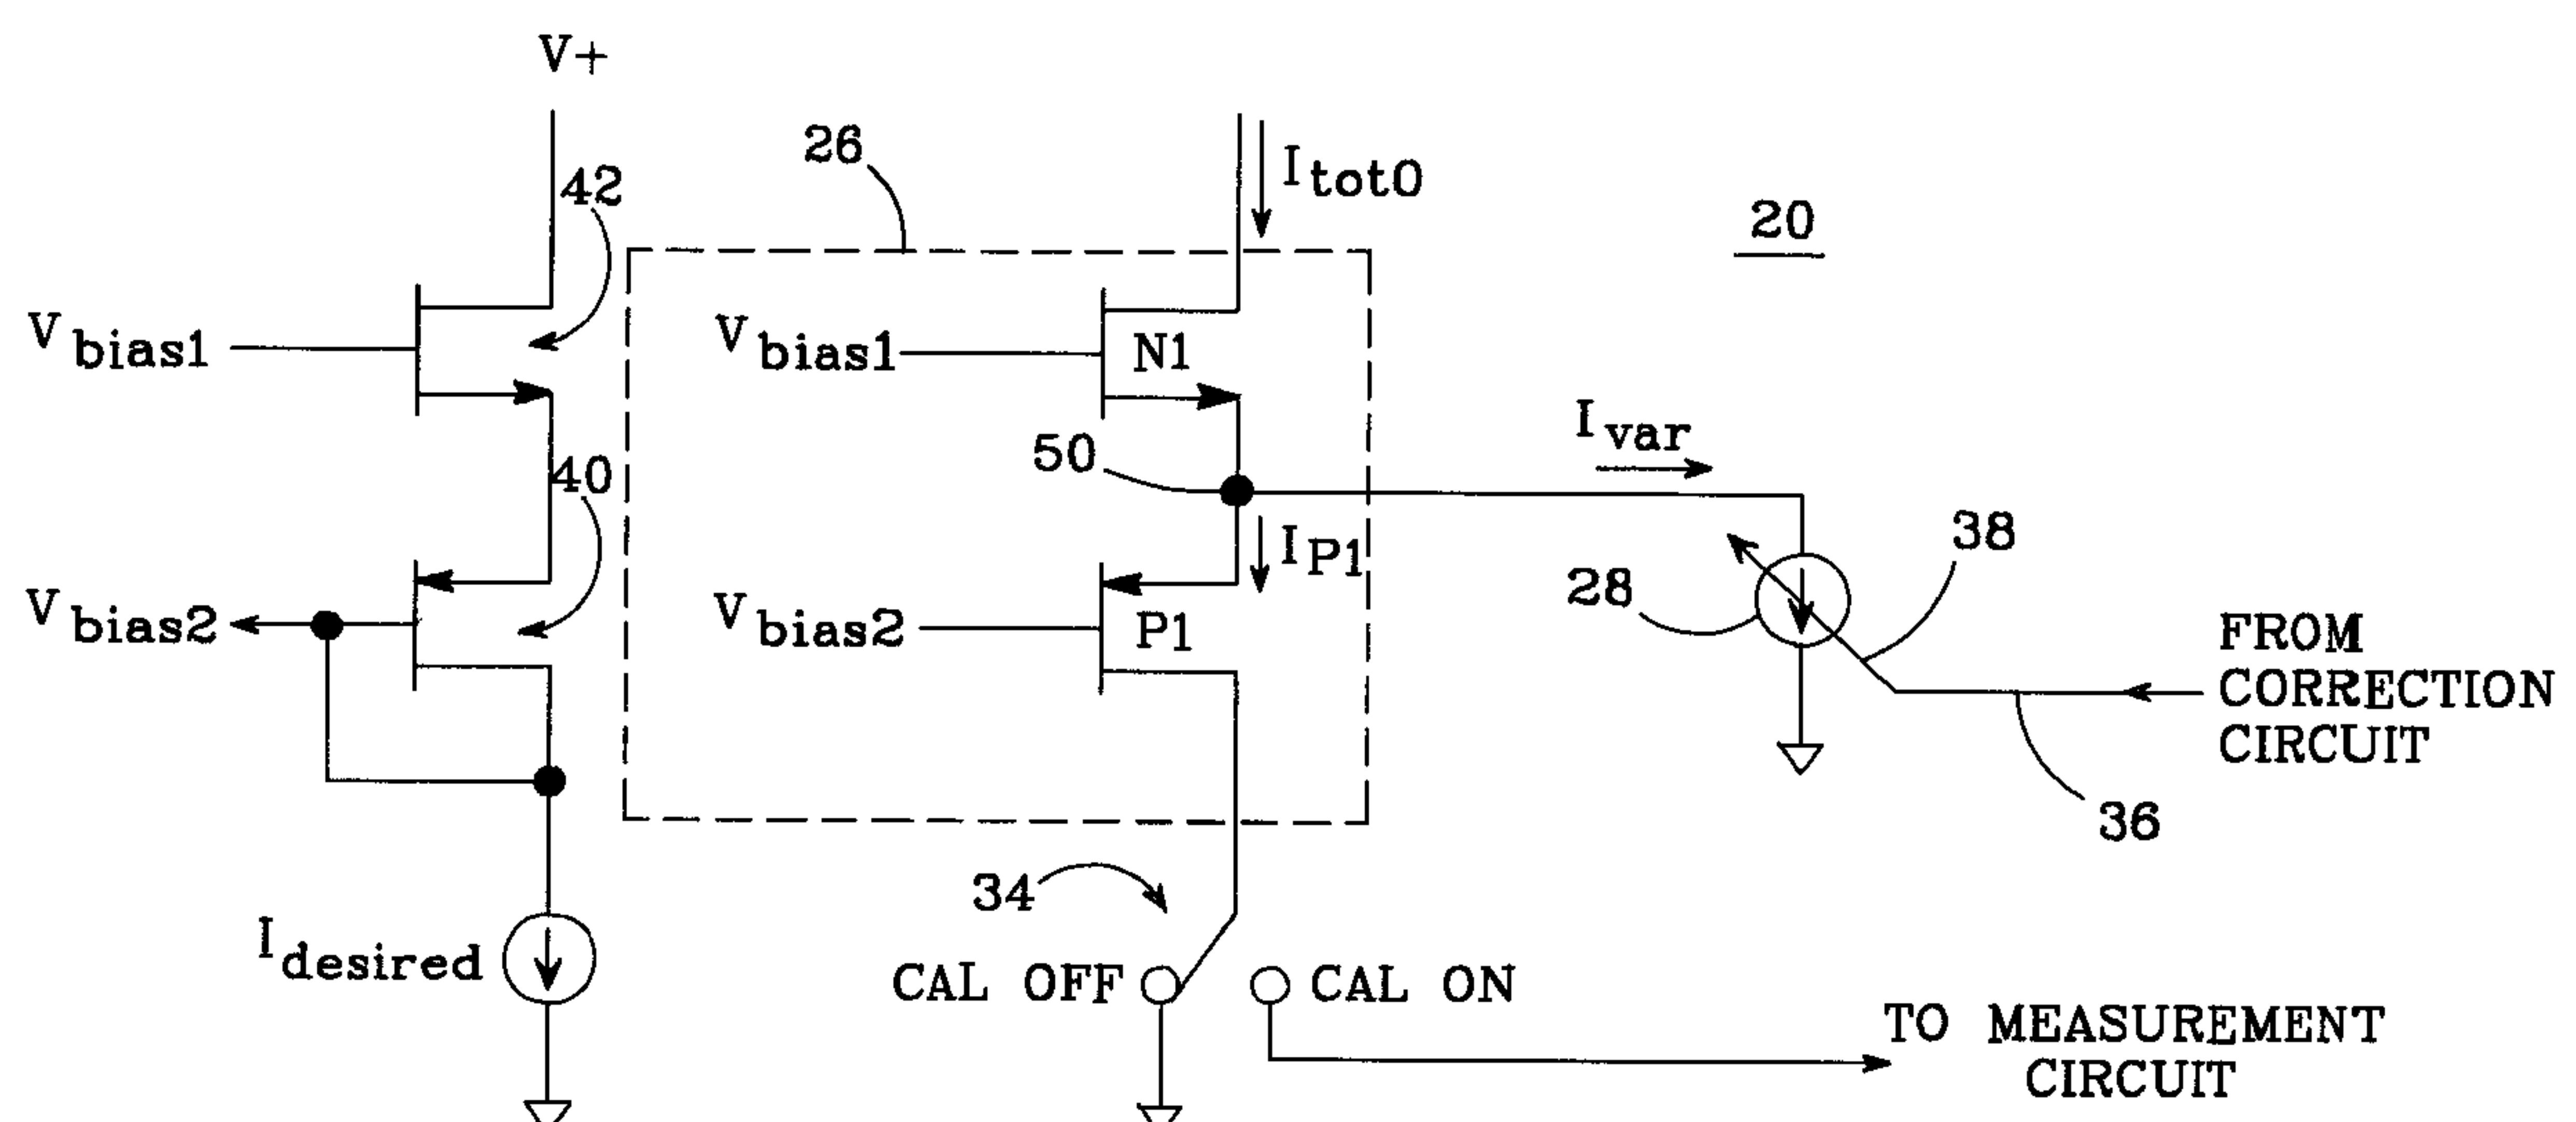 V+
26
Itot0
42
20
Vbias1
Vbias1
N1
Ivar
50
40
IP1
38
28
Vbias2
Vbias2
P1
FROM
CORRECTION
CIRCUIT
36
34
Idesired
CAL OFF
CAL ON
TO MEASUREMENT
CIRCUIT